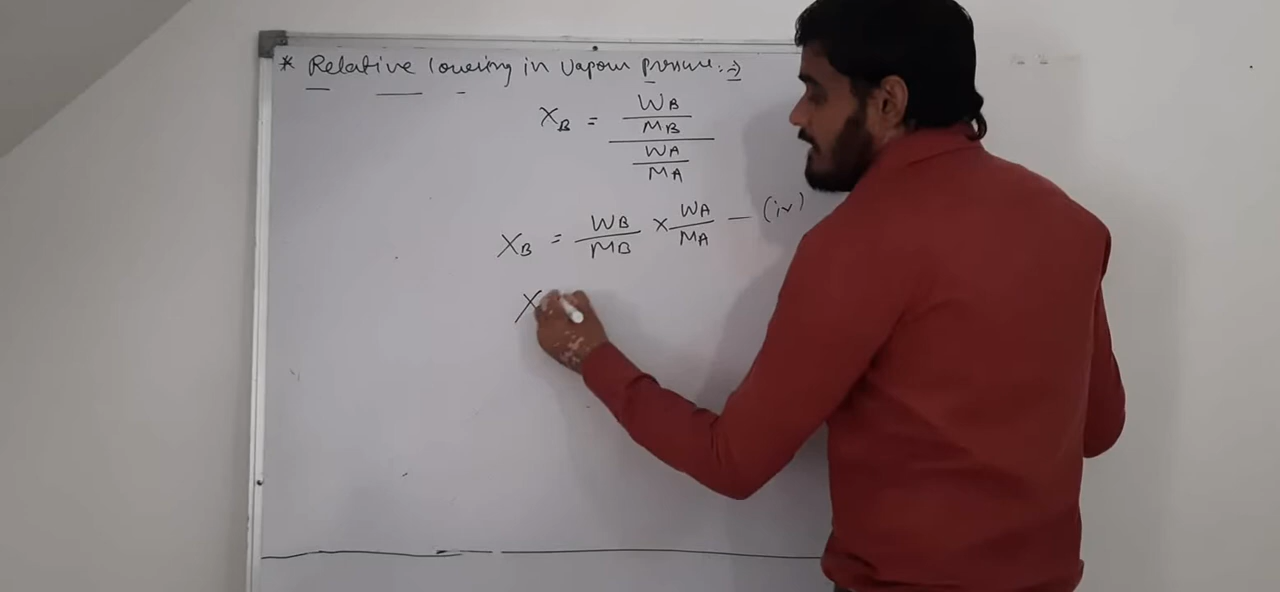 * Relative lowering in vapour pressure :→
XB = WB/MB / WA/MA
XB = WB/MB × WA/MA — (iv)
X